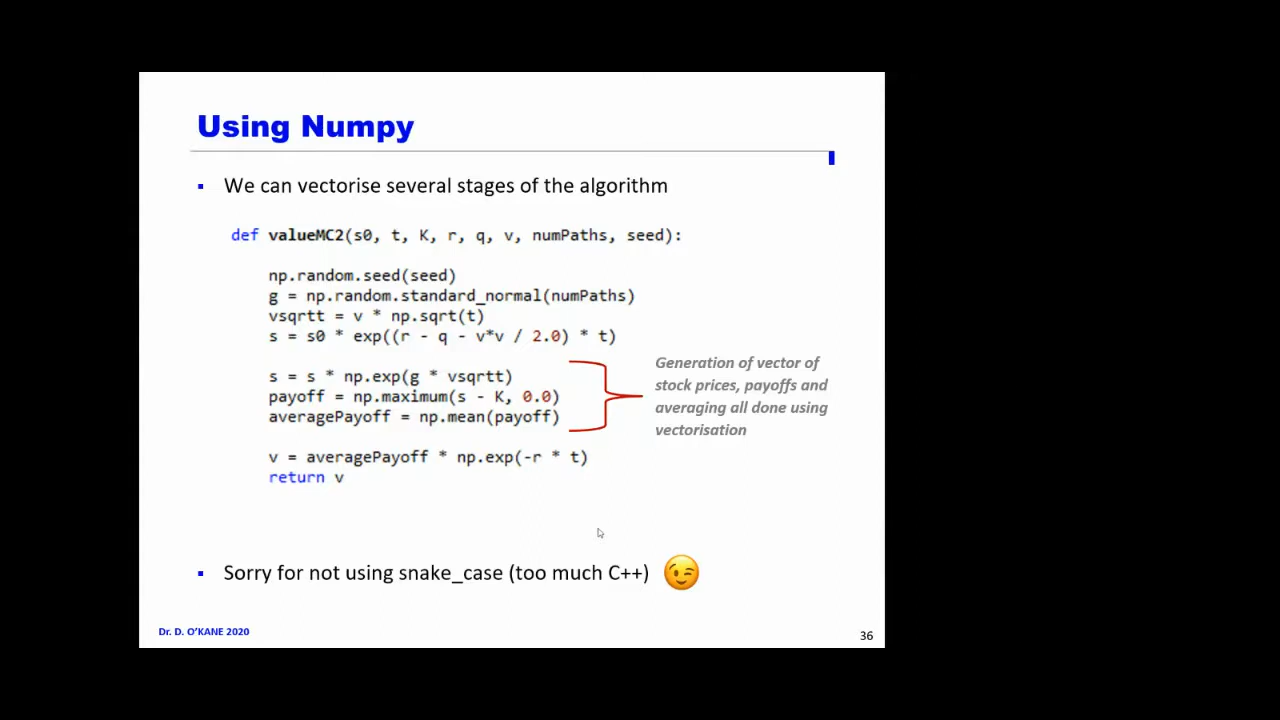 Using Numpy
▪ We can vectorise several stages of the algorithm
def valueMC2(s0, t, K, r, q, v, numPaths, seed):
np.random.seed(seed)
g = np.random.standard_normal(numPaths)
vsqrtt = v * np.sqrt(t)
s = s0 * exp((r - q - v*v / 2.0) * t)
s = s * np.exp(g * vsqrtt)
payoff = np.maximum(s - K, 0.0)
averagePayoff = np.mean(payoff)
Generation of vector of
stock prices, payoffs and
averaging all done using
vectorisation
v = averagePayoff * np.exp(-r * t)
return v
▪ Sorry for not using snake_case (too much C++) 😉
Dr. D. O'KANE 2020
36